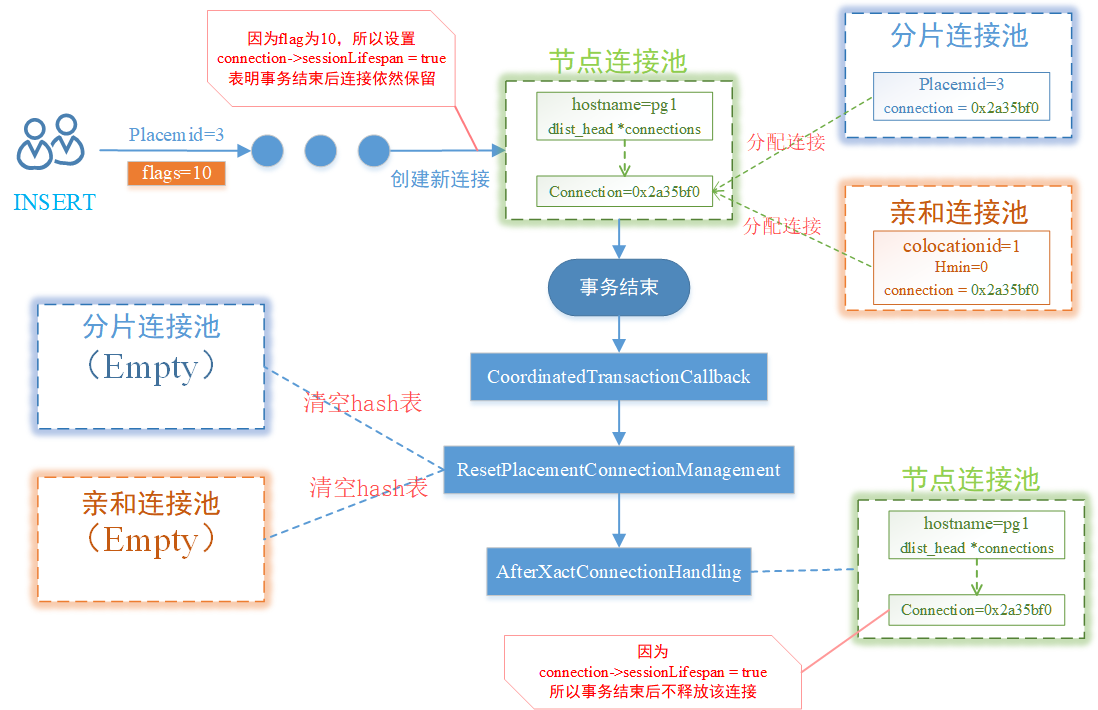 因为flag为10，所以设置
connection->sessionLifespan = true
表明事务结束后连接依然保留
INSERT
Placemid=3
flags=10
创建新连接
节点连接池
hostname=pg1
dlist_head *connections
Connection=0x2a35bf0
分片连接池
Placemid=3
connection = 0x2a35bf0
分配连接
亲和连接池
colocationid=1
Hmin=0
connection = 0x2a35bf0
分配连接
事务结束
CoordinatedTransactionCallback
ResetPlacementConnectionManagement
AfterXactConnectionHandling
分片连接池
（Empty）
清空hash表
亲和连接池
（Empty）
清空hash表
节点连接池
hostname=pg1
dlist_head *connections
Connection=0x2a35bf0
因为
connection->sessionLifespan = true
所以事务结束后不释放该连接